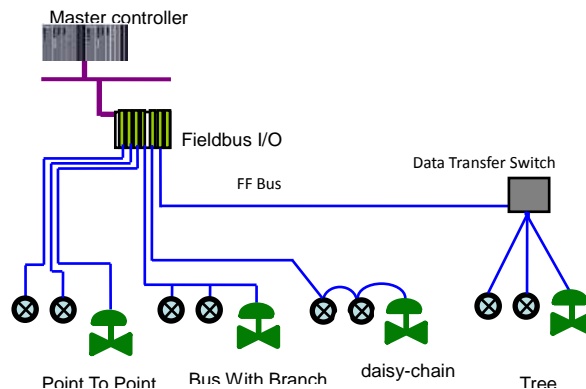 Master controller
Fieldbus I/O
Data Transfer Switch
FF Bus
Point To Point
Bus With Branch
daisy-chain
Tree